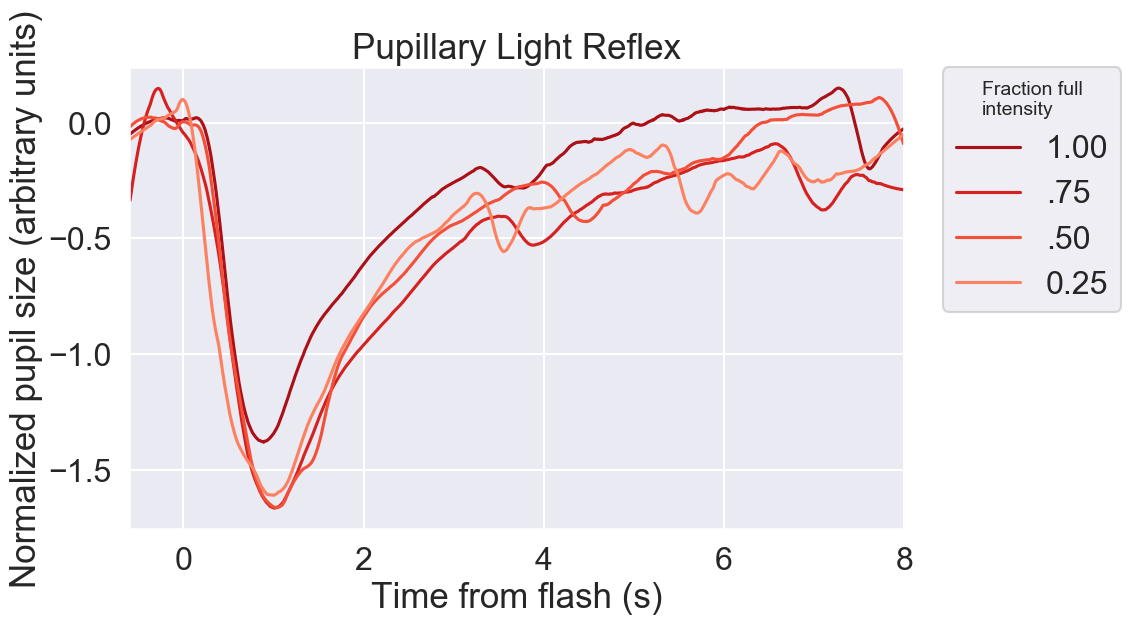 Pupillary Light Reflex
Normalized pupil size (arbitrary units)
0.0
−0.5
−1.0
−1.5
0 2 4 6 8
Time from flash (s)
Fraction full
intensity
1.00
.75
.50
0.25